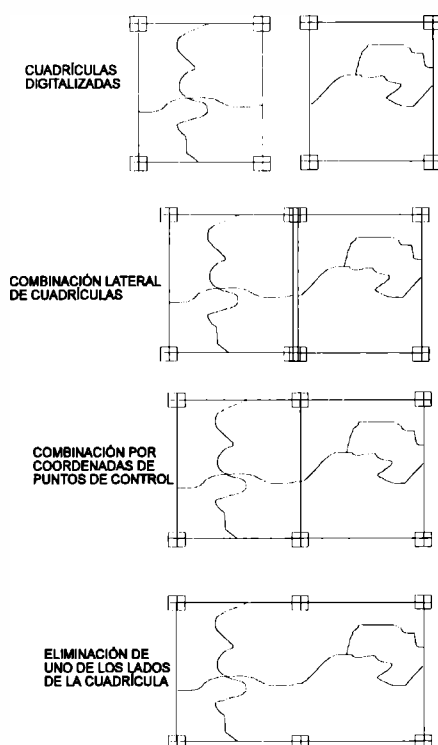 CUADRÍCULAS
DIGITALIZADAS
COMBINACIÓN LATERAL
DE CUADRÍCULAS
COMBINACIÓN POR
COORDENADAS DE
PUNTOS DE CONTROL
ELIMINACIÓN DE
UNO DE LOS LADOS
DE LA CUADRÍCULA